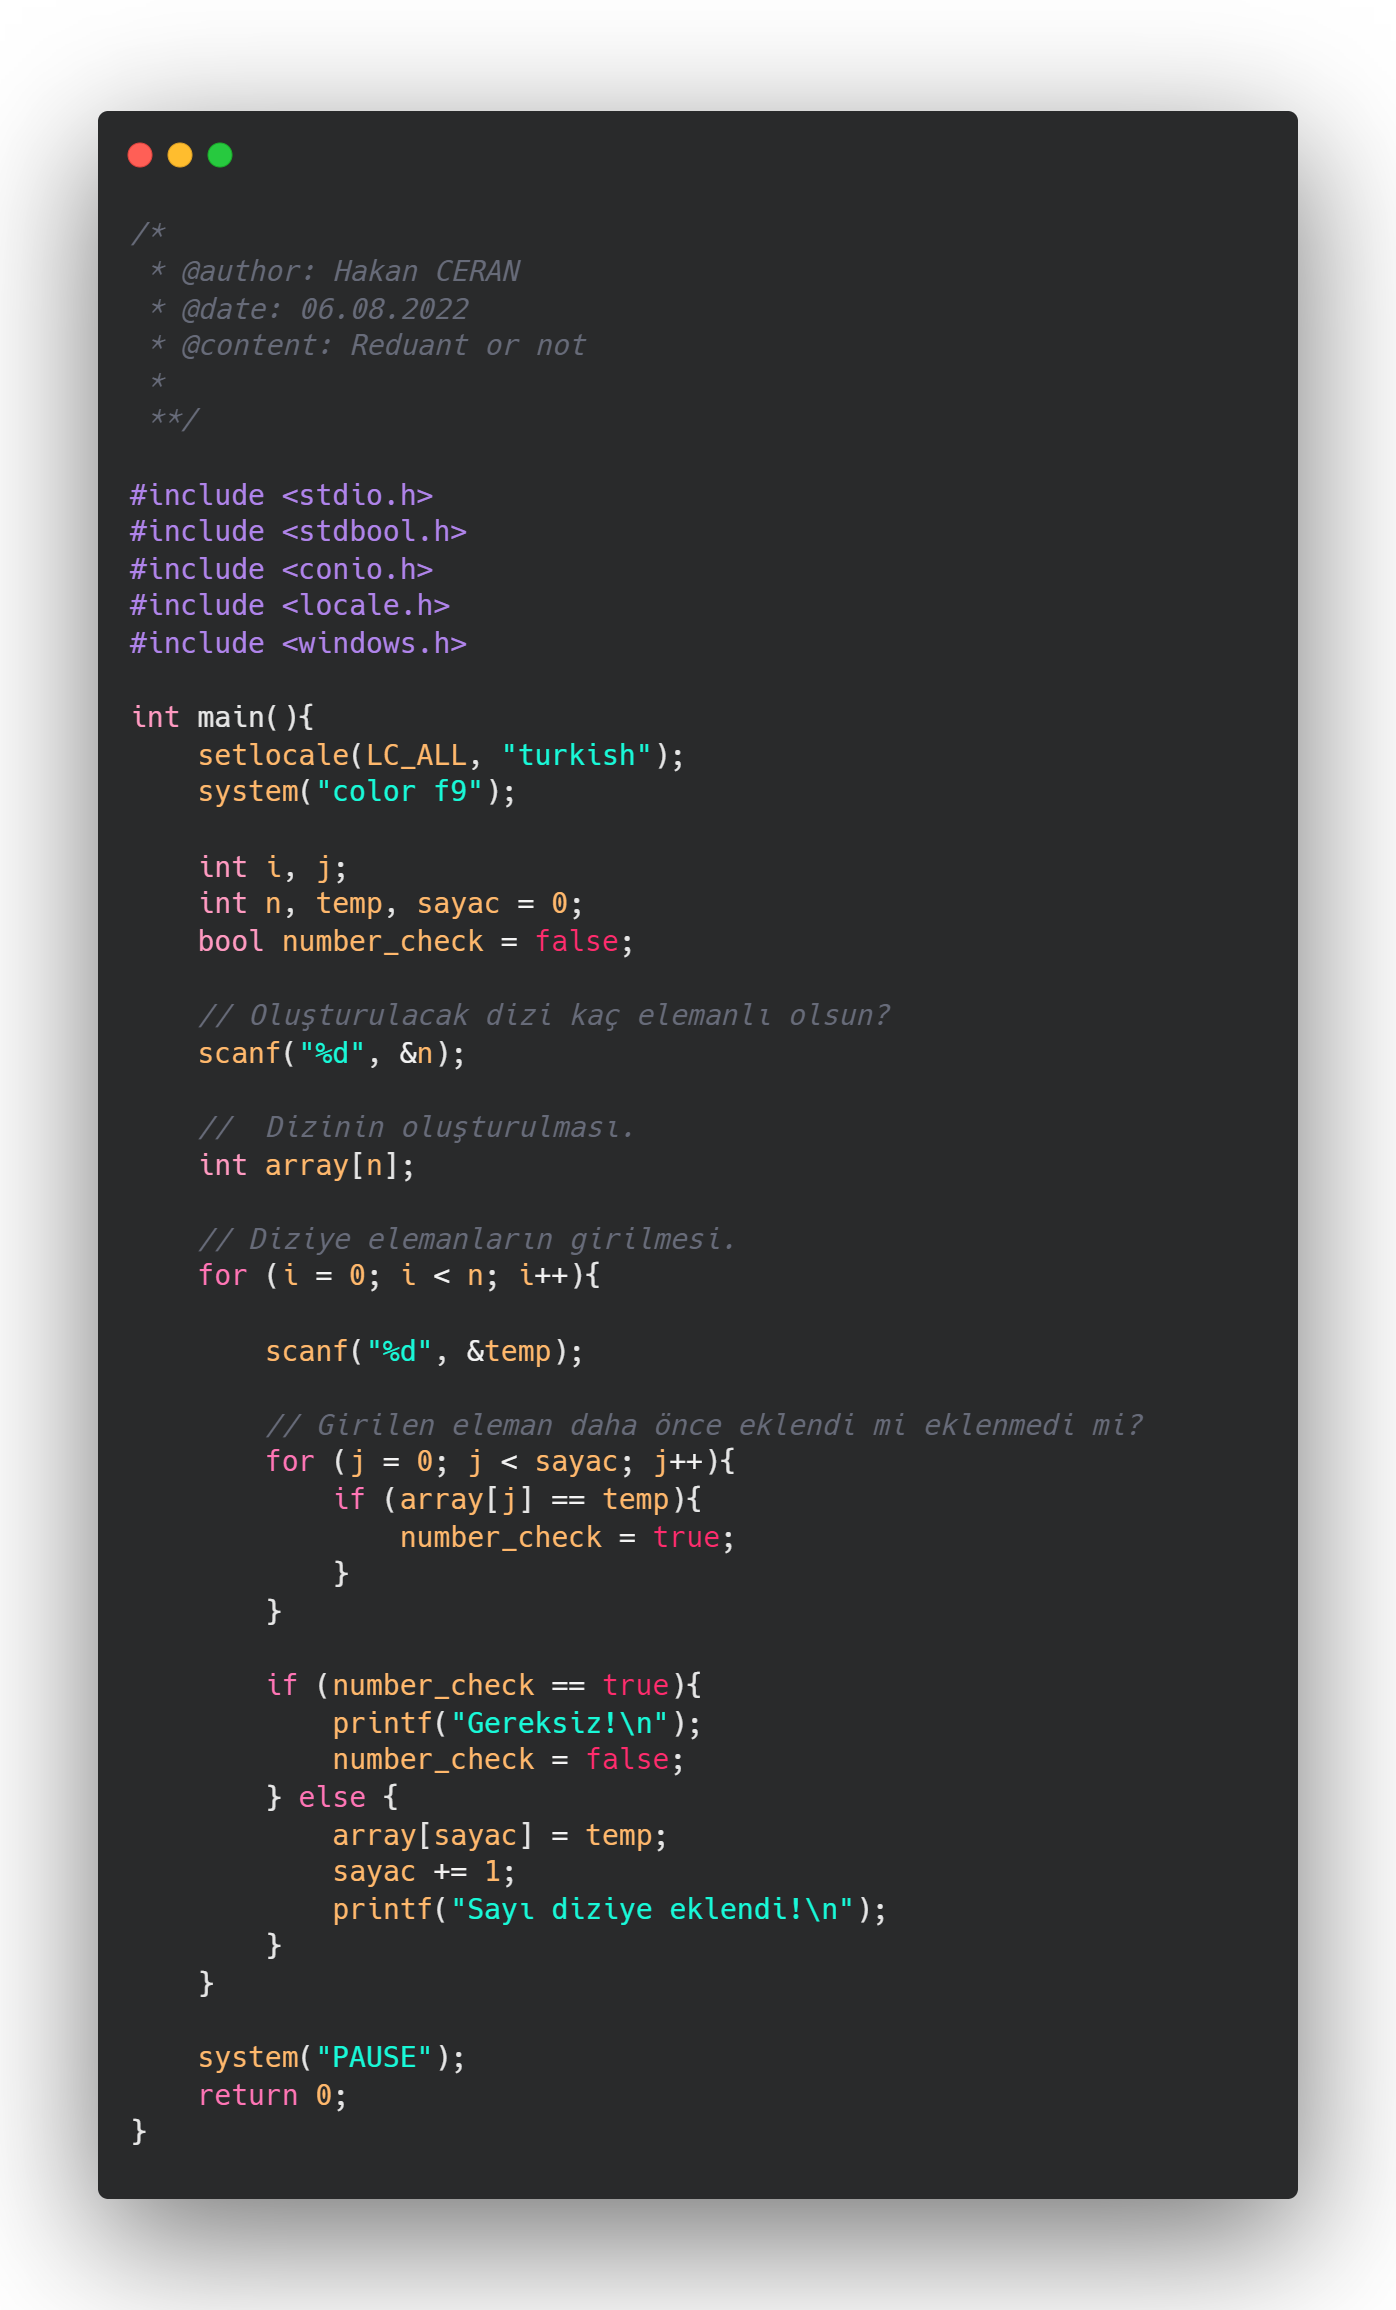 /*
 * @author: Hakan CERAN
 * @date: 06.08.2022
 * @content: Reduant or not
 *
 **/

#include <stdio.h>
#include <stdbool.h>
#include <conio.h>
#include <locale.h>
#include <windows.h>

int main(){
    setlocale(LC_ALL, "turkish");
    system("color f9");

    int i, j;
    int n, temp, sayac = 0;
    bool number_check = false;

    // Oluşturulacak dizi kaç elemanlı olsun?
    scanf("%d", &n);

    //  Dizinin oluşturulması.
    int array[n];

    // Diziye elemanların girilmesi.
    for (i = 0; i < n; i++){

        scanf("%d", &temp);

        // Girilen eleman daha önce eklendi mi eklenmedi mi?
        for (j = 0; j < sayac; j++){
            if (array[j] == temp){
                number_check = true;
            }
        }

        if (number_check == true){
            printf("Gereksiz!\n");
            number_check = false;
        } else {
            array[sayac] = temp;
            sayac += 1;
            printf("Sayı diziye eklendi!\n");
        }
    }

    system("PAUSE");
    return 0;
}